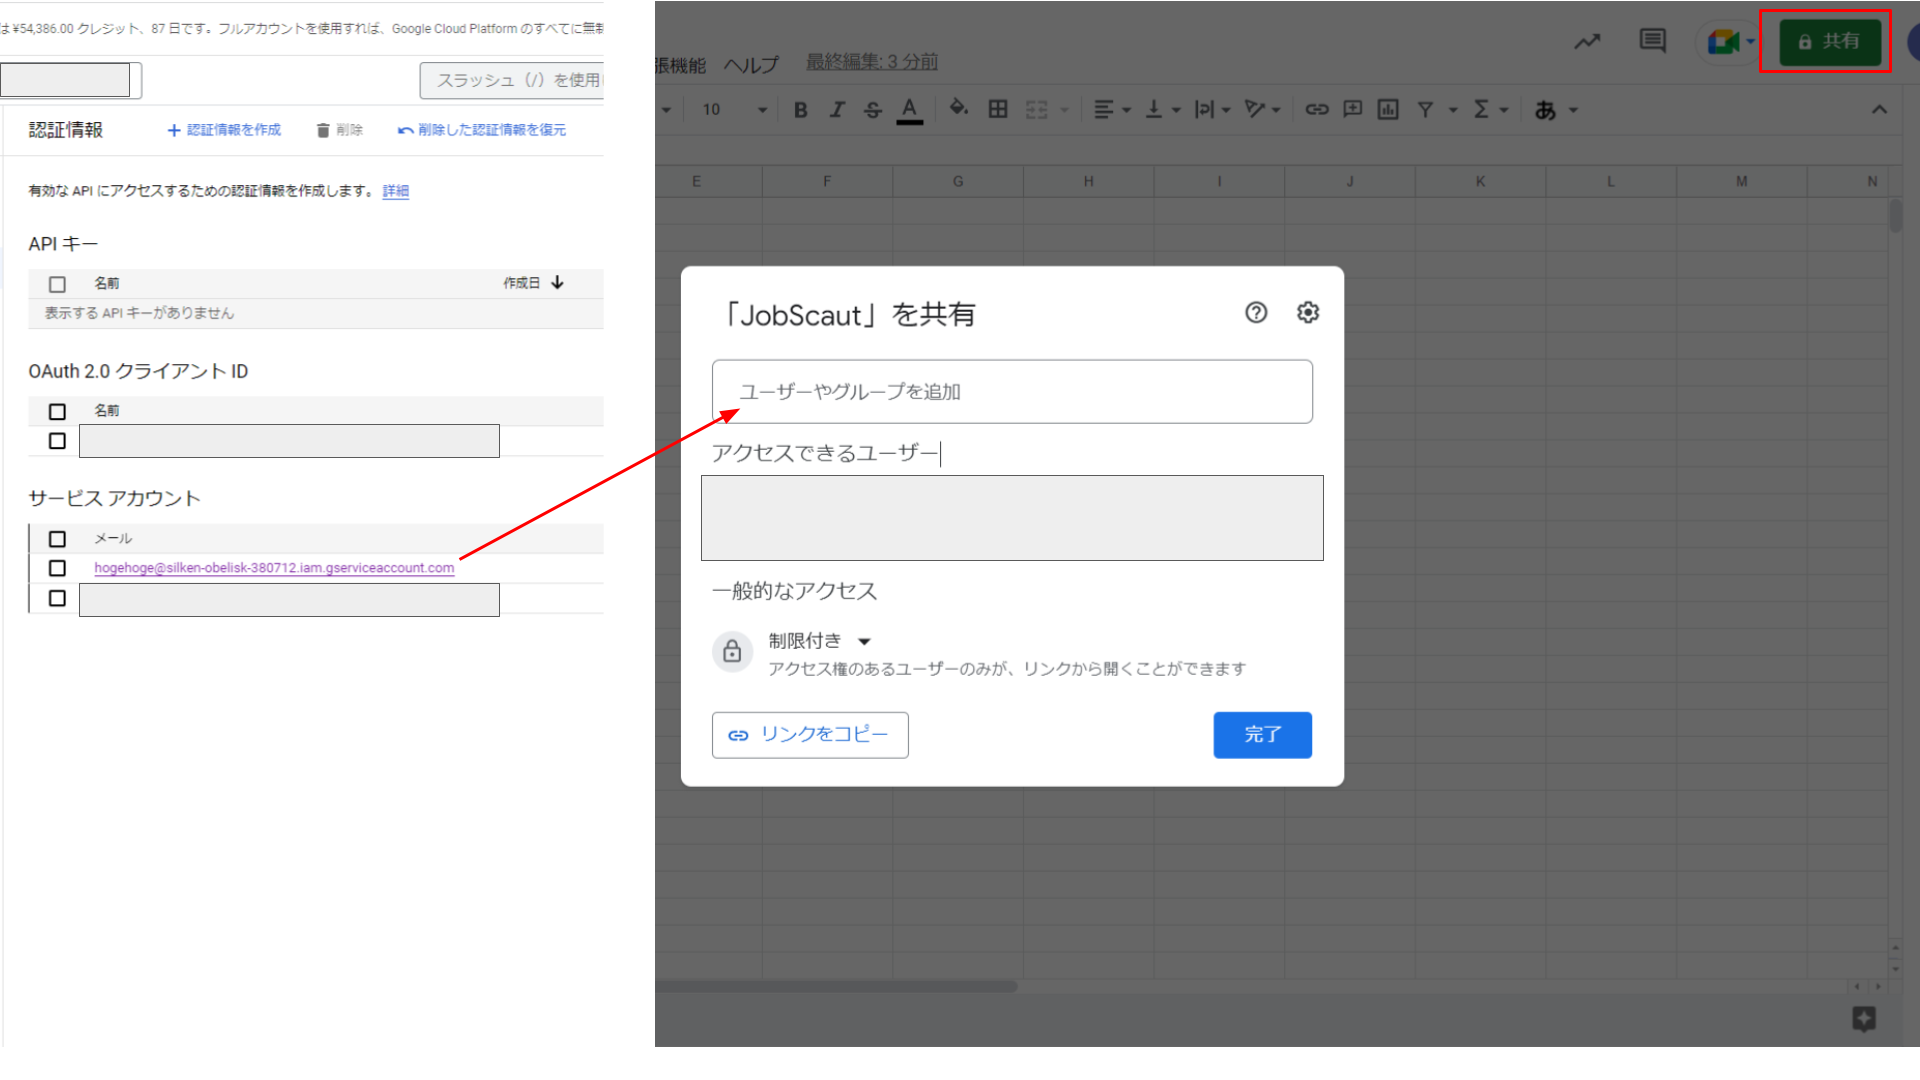 は ¥54,386.00 クレジット、87 日です。フルアカウントを使用すれば、Google Cloud Platform のすべてに無
スラッシュ（/）を使用
認証情報
認証情報を作成
削除
削除した認証情報を復元
有効な API にアクセスするための認証情報を作成します。 詳細
API キー
名前
作成日
表示する API キーがありません
OAuth 2.0 クライアント ID
名前
サービス アカウント
メール
hogehoge@silken-obelisk-380712.iam.gserviceaccount.com
共有
張機能 ヘルプ 最終編集: 3 分前
10
B I S A
Σ あ
E F G H I J K L M N
「JobScaut」を共有
ユーザーやグループを追加
アクセスできるユーザー
一般的なアクセス
制限付き
アクセス権のあるユーザーのみが、リンクから開くことができます
リンクをコピー
完了